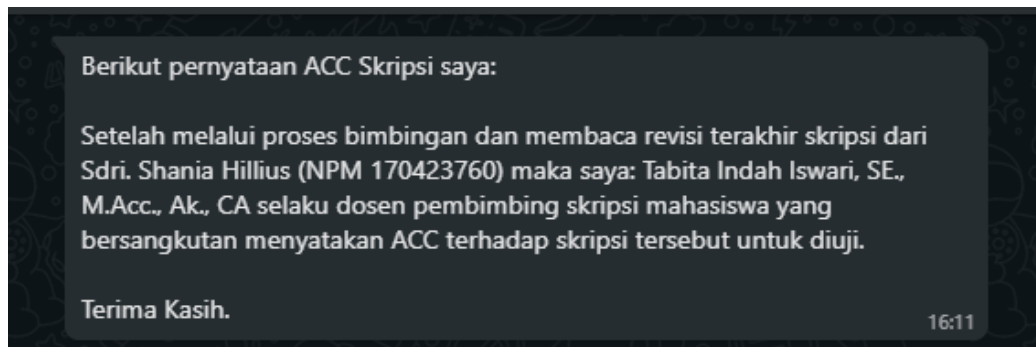 Berikut pernyataan ACC Skripsi saya:
Setelah melalui proses bimbingan dan membaca revisi terakhir skripsi dari
Sdri. Shania Hillius (NPM 170423760) maka saya: Tabita Indah Iswari, SE.,
M.Acc., Ak., CA selaku dosen pembimbing skripsi mahasiswa yang
bersangkutan menyatakan ACC terhadap skripsi tersebut untuk diuji.
Terima Kasih.
16:11